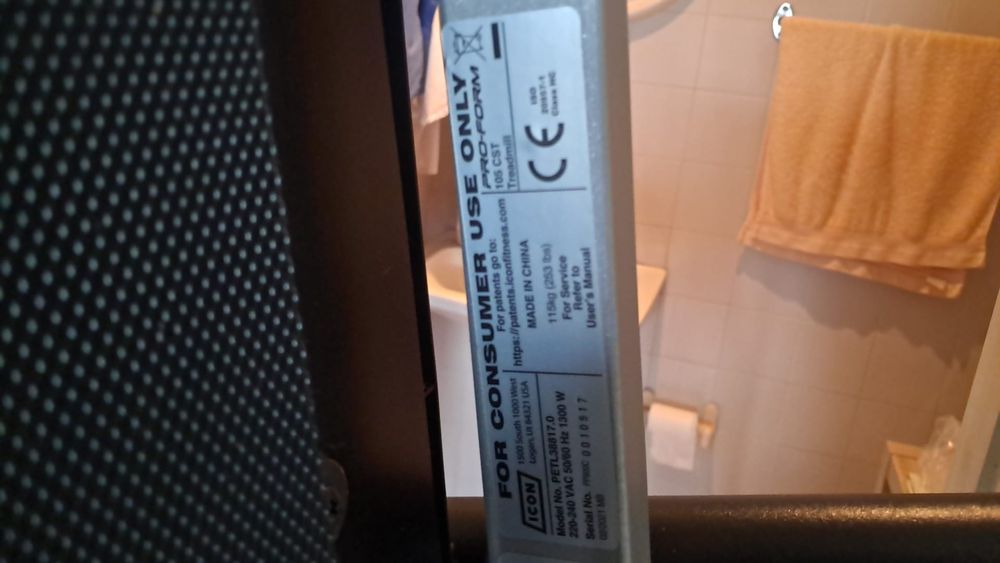 FOR CONSUMER USE ONLY
ICON
1500 South 1000 West
Logan, Ut 84321 USA
Model No. PETL38817.0
220-240 VAC 50/60 Hz 1300 W
Serial No.
For patents go to:
https://patents.iconfitness.com
MADE IN CHINA
115kg (253 lbs)
For Service
Refer to
User's Manual
PRO-FORM
105 CST
Treadmill
CE
ISO
20957-1
Class HC